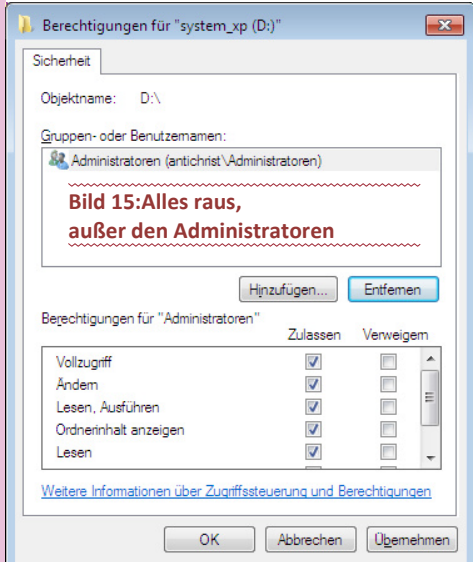 Berechtigungen für "system_xp (D:)"
Sicherheit
Objektname: D:\
Gruppen- oder Benutzernamen:
Administratoren (antichrist\Administratoren)
Bild 15:Alles raus,
außer den Administratoren
Hinzufügen... Entfernen
Berechtigungen für "Administratoren" Zulassen Verweigern
Vollzugriff
Ändern
Lesen, Ausführen
Ordnerinhalt anzeigen
Lesen
Weitere Informationen über Zugriffssteuerung und Berechtigungen
OK Abbrechen Übernehmen